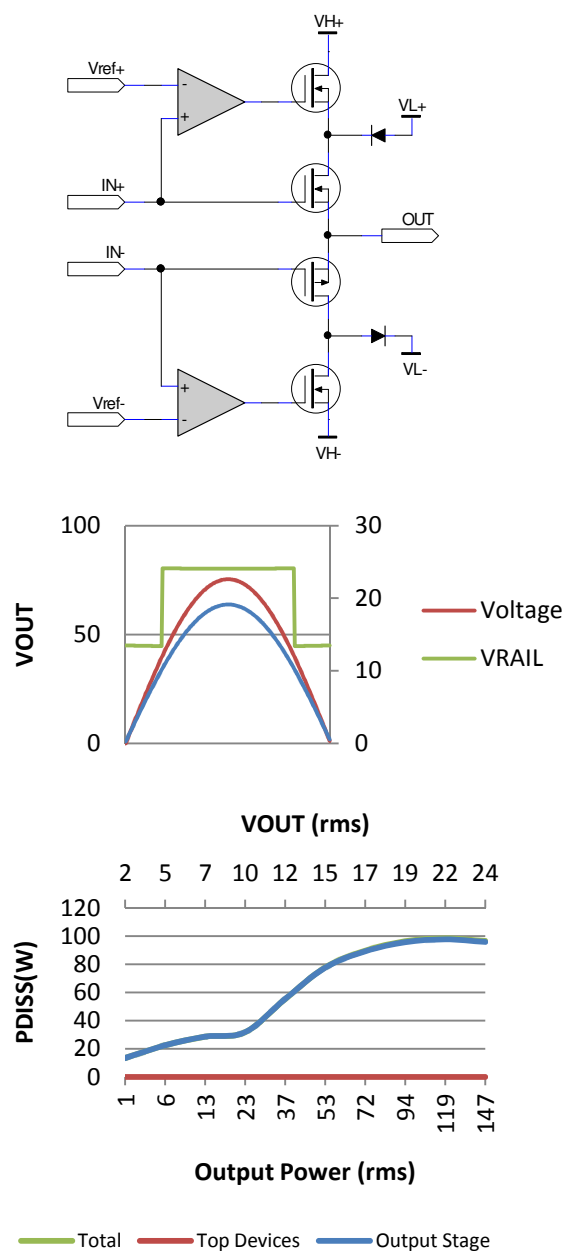 VH+
Vref+
-
+
VL+
IN+
OUT
IN-
+
-
Vref-
VL-
VH-
100
50
0
30
20
10
0
VOUT
Voltage
VRAIL
VOUT (rms)
2 5 7 10 12 15 17 19 22 24
120
100
80
60
40
20
0
PDISS(W)
1 6 13 23 37 53 72 94 119 147
Output Power (rms)
Total Top Devices Output Stage